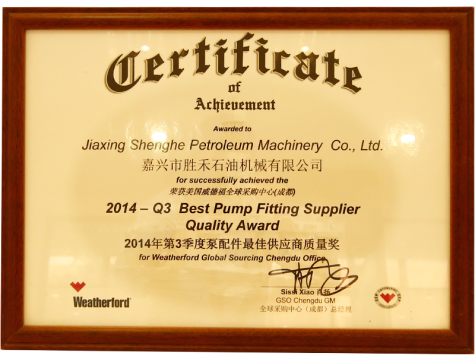 Certificate
of
Achievement
Awarded to
Jiaxing Shenghe Petroleum Machinery Co., Ltd.
嘉兴市胜禾石油机械有限公司
for successfully achieved the
荣获美国威德福全球采购中心(成都)
2014 – Q3 Best Pump Fitting Supplier
Quality Award
2014年第3季度泵配件最佳供应商质量奖
for Weatherford Global Sourcing Chengdu Office
Sissi Xiao
GSO Chengdu GM
全球采购中心（成都）总经理
Weatherford